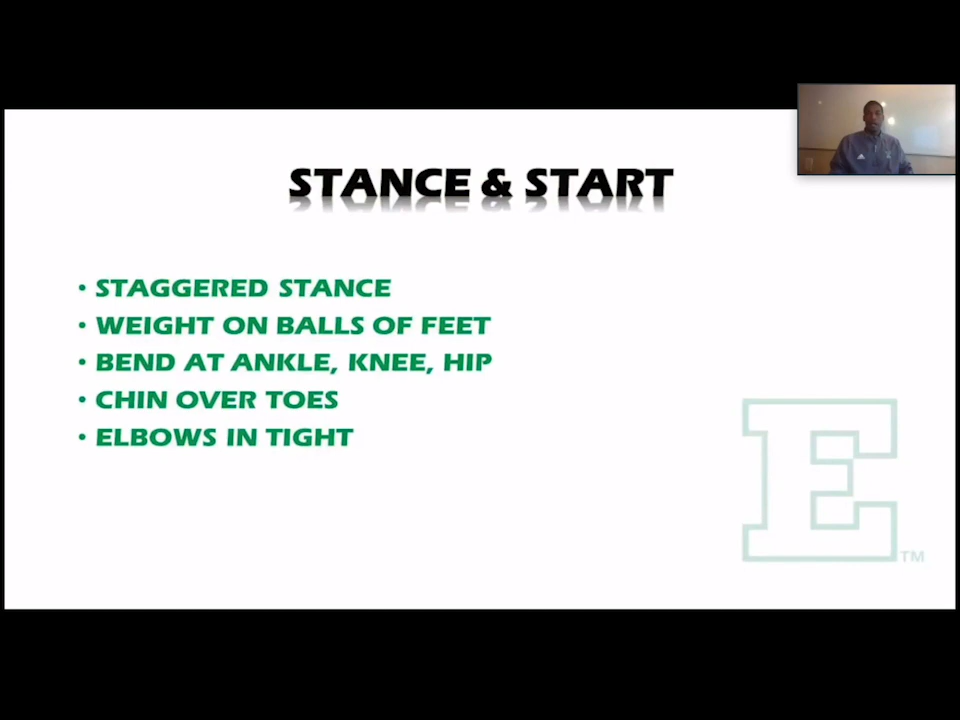 STANCE & START
• STAGGERED STANCE
• WEIGHT ON BALLS OF FEET
• BEND AT ANKLE, KNEE, HIP
• CHIN OVER TOES
• ELBOWS IN TIGHT
E
TM